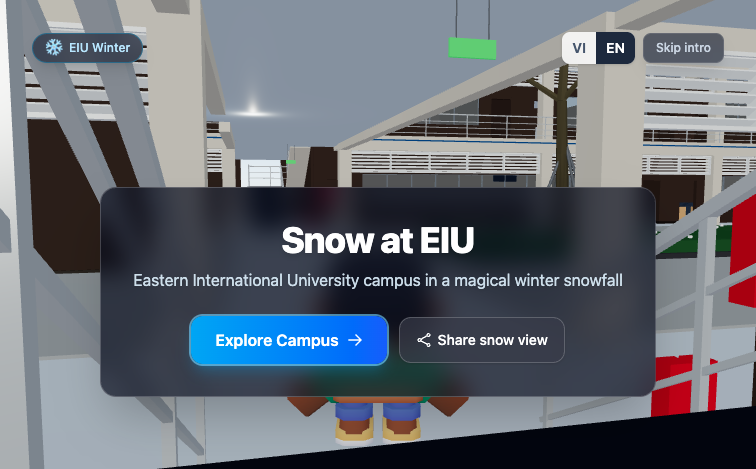 EIU Winter
VI EN
Skip intro
Snow at EIU
Eastern International University campus in a magical winter snowfall
Explore Campus →
Share snow view